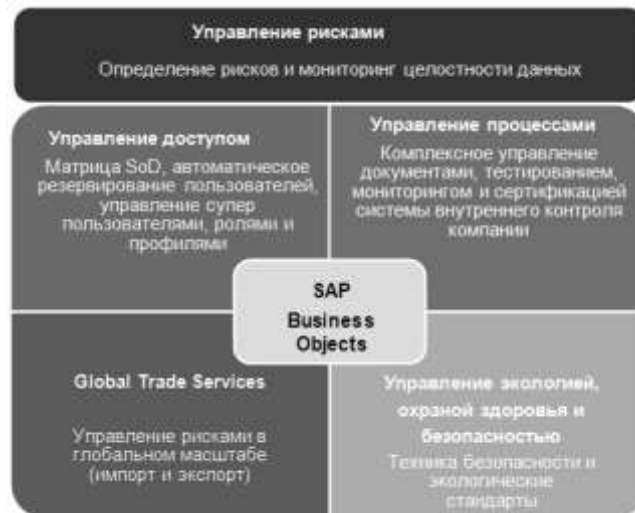 Управление рисками
Определение рисков и мониторинг целостности данных
Управление доступом
Матрица SoD, автоматическое
резервирование пользователей,
управление супер
пользователями, ролями и
профилями
Управление процессами
Комплексное управление
документами, тестированием,
мониторингом и сертификацией
системы внутреннего контроля
компании
SAP
Business
Objects
Global Trade Services
Управление рисками в
глобальном масштабе
(импорт и экспорт)
Управление экологией,
охраной здоровья и
безопасностью
Техника безопасности и
экологические
стандарты